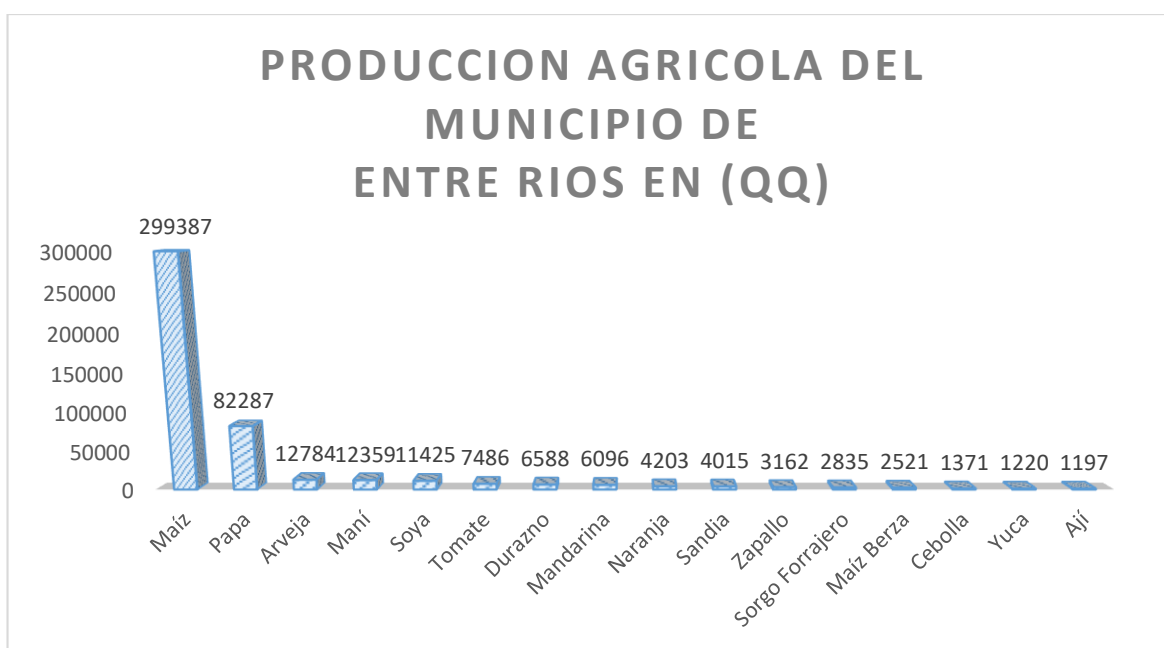 PRODUCCION AGRICOLA DEL
MUNICIPIO DE
ENTRE RIOS EN (QQ)
299387
300000
250000
200000
150000
100000
50000
0
82287
12784
12359
11425
7486
6588
6096
4203
4015
3162
2835
2521
1371
1220
1197
Maíz
Papa
Arveja
Maní
Soya
Tomate
Durazno
Mandarina
Naranja
Sandia
Zapallo
Sorgo Forrajero
Maíz Berza
Cebolla
Yuca
Ají